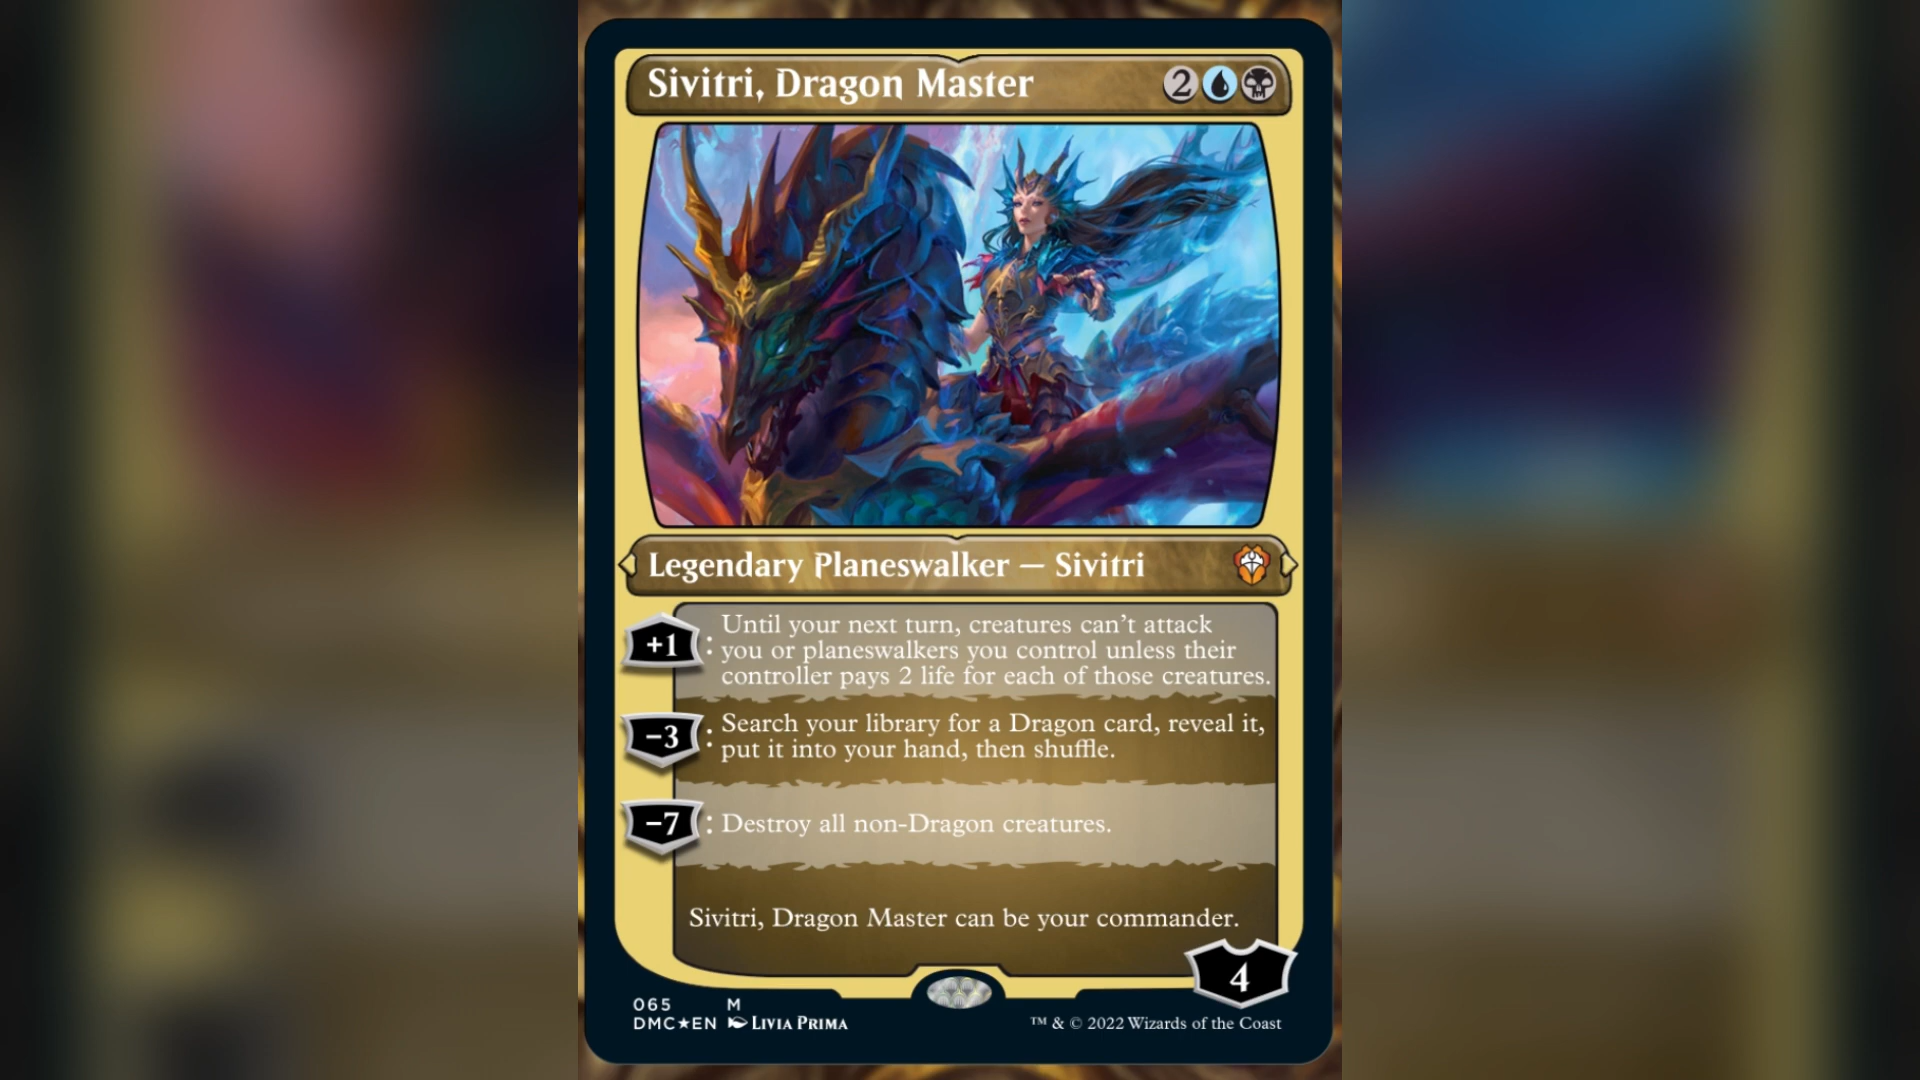 Sivitri, Dragon Master 2
Legendary Planeswalker — Sivitri
+1: Until your next turn, creatures can't attack
you or planeswalkers you control unless their
controller pays 2 life for each of those creatures.
−3: Search your library for a Dragon card, reveal it,
put it into your hand, then shuffle.
−7: Destroy all non-Dragon creatures.
Sivitri, Dragon Master can be your commander.
4
065 M
DMC★EN LIVIA PRIMA ™ & © 2022 Wizards of the Coast